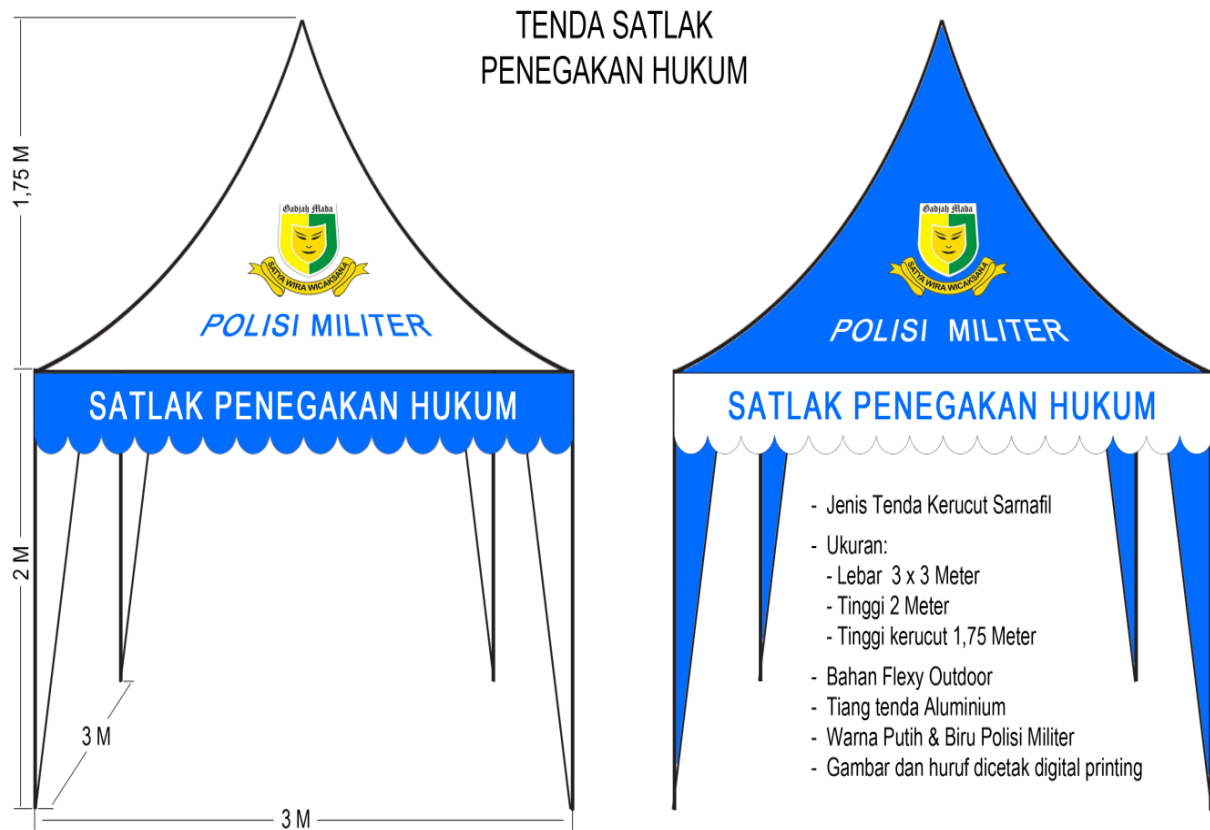 TENDA SATLAK
PENEGAKAN HUKUM
1,75 M
Gadjah Mada
SATYA WIRA WICAKSANA
POLISI MILITER
SATLAK PENEGAKAN HUKUM
2 M
3 M
3 M
Gadjah Mada
SATYA WIRA WICAKSANA
POLISI MILITER
SATLAK PENEGAKAN HUKUM
- Jenis Tenda Kerucut Sarnafil
- Ukuran:
- Lebar 3 x 3 Meter
- Tinggi 2 Meter
- Tinggi kerucut 1,75 Meter
- Bahan Flexy Outdoor
- Tiang tenda Aluminium
- Warna Putih & Biru Polisi Militer
- Gambar dan huruf dicetak digital printing